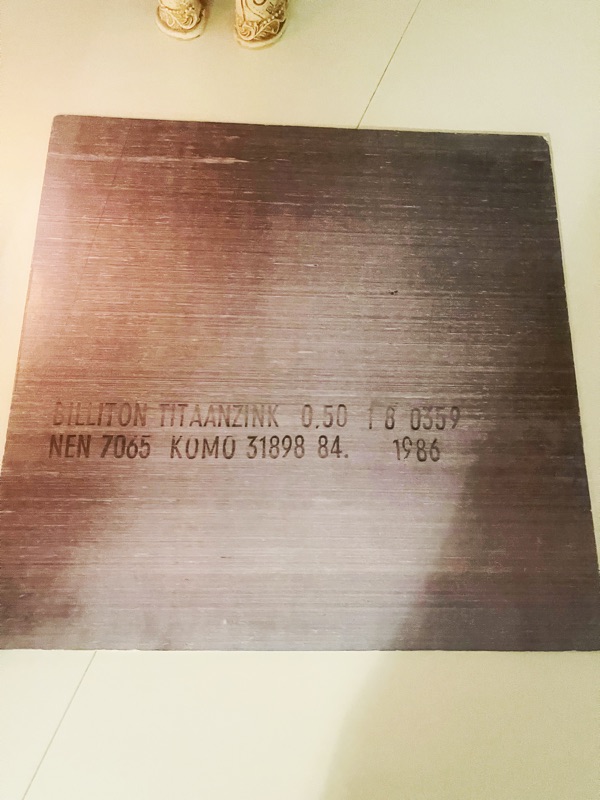 BILLITON TITAANZINK 0,50 1 8 0359
NEN 7065 KOMO 31898 84. 1986